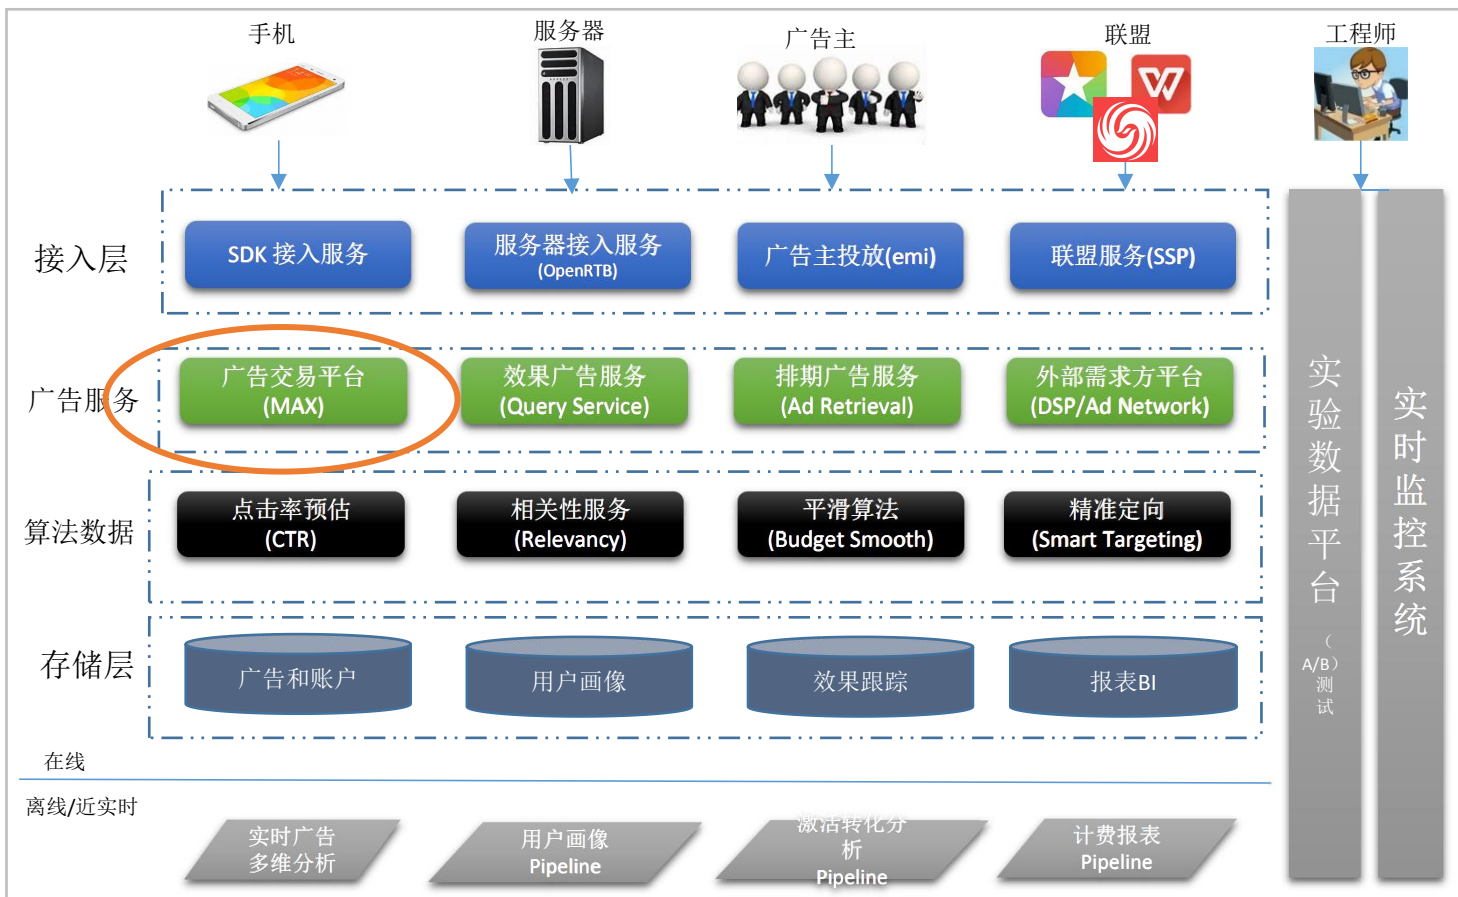 手机
服务器
广告主
联盟
工程师
接入层
SDK 接入服务
服务器接入服务
(OpenRTB)
广告主投放(emi)
联盟服务(SSP)
广告服务
广告交易平台
(MAX)
效果广告服务
(Query Service)
排期广告服务
(Ad Retrieval)
外部需求方平台
(DSP/Ad Network)
算法数据
点击率预估
(CTR)
相关性服务
(Relevancy)
平滑算法
(Budget Smooth)
精准定向
(Smart Targeting)
存储层
广告和账户
用户画像
效果跟踪
报表BI
在线
离线/近实时
实时广告
多维分析
用户画像
Pipeline
激活转化分
析
Pipeline
计费报表
Pipeline
实验数据平台
（
A/B）
测
试
实时监控系统